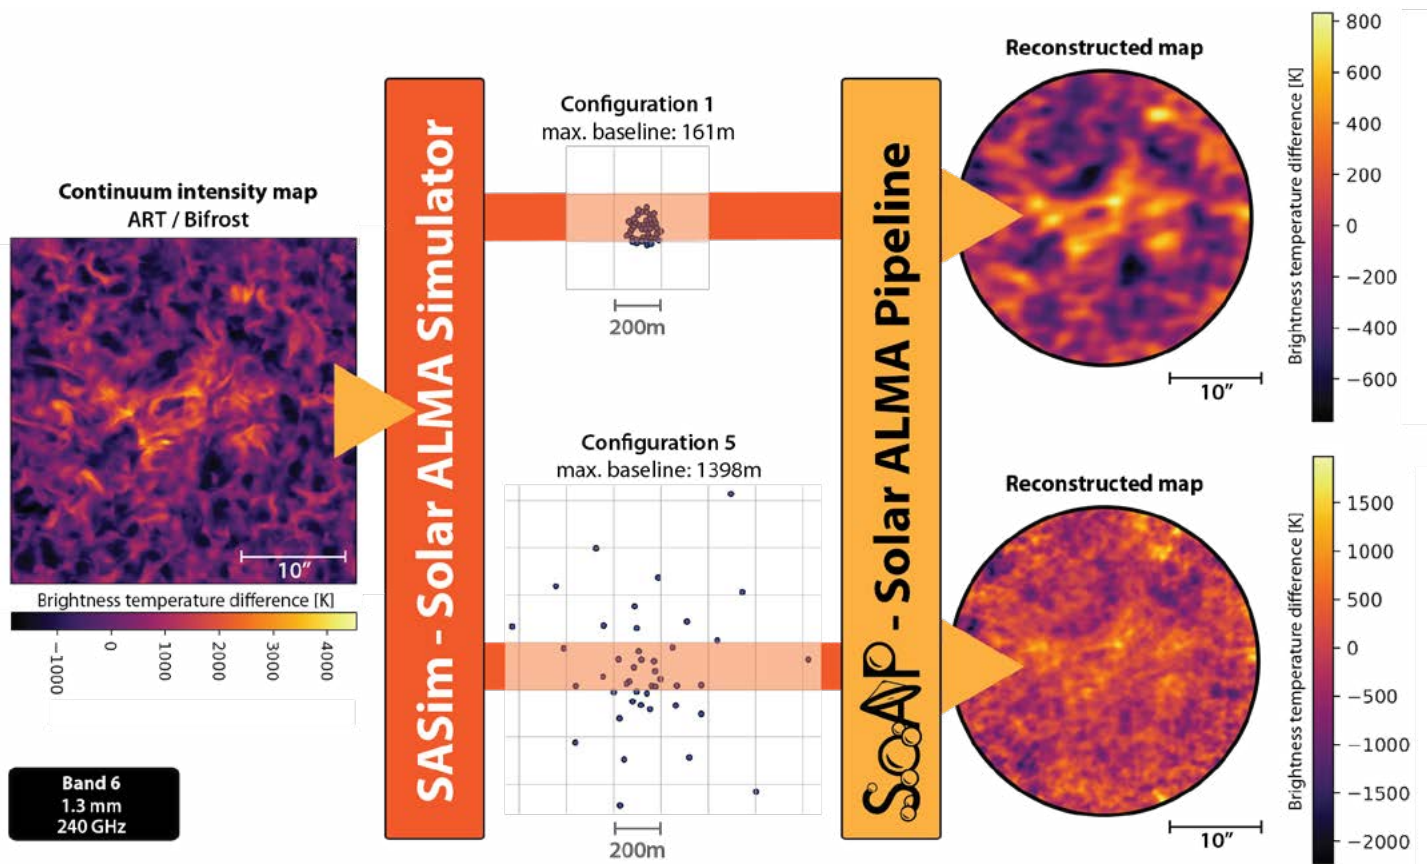 Continuum intensity map
ART / Bifrost
10”
Brightness temperature difference [K]
−1000
0
1000
2000
3000
4000
Band 6
1.3 mm
240 GHz
SASim - Solar ALMA Simulator
Configuration 1
max. baseline: 161m
200m
Configuration 5
max. baseline: 1398m
200m
SOAP - Solar ALMA Pipeline
Reconstructed map
10”
Brightness temperature difference [K]
800
600
400
200
0
−200
−400
−600
Reconstructed map
10”
Brightness temperature difference [K]
1500
1000
500
0
−500
−1000
−1500
−2000